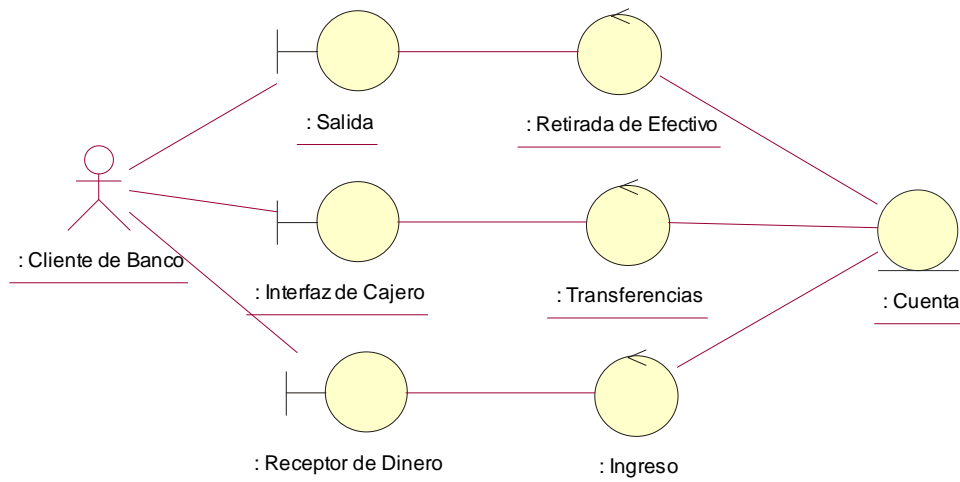 : Salida
: Retirada de Efectivo
: Cliente de Banco
: Interfaz de Cajero
: Transferencias
: Cuenta
: Receptor de Dinero
: Ingreso